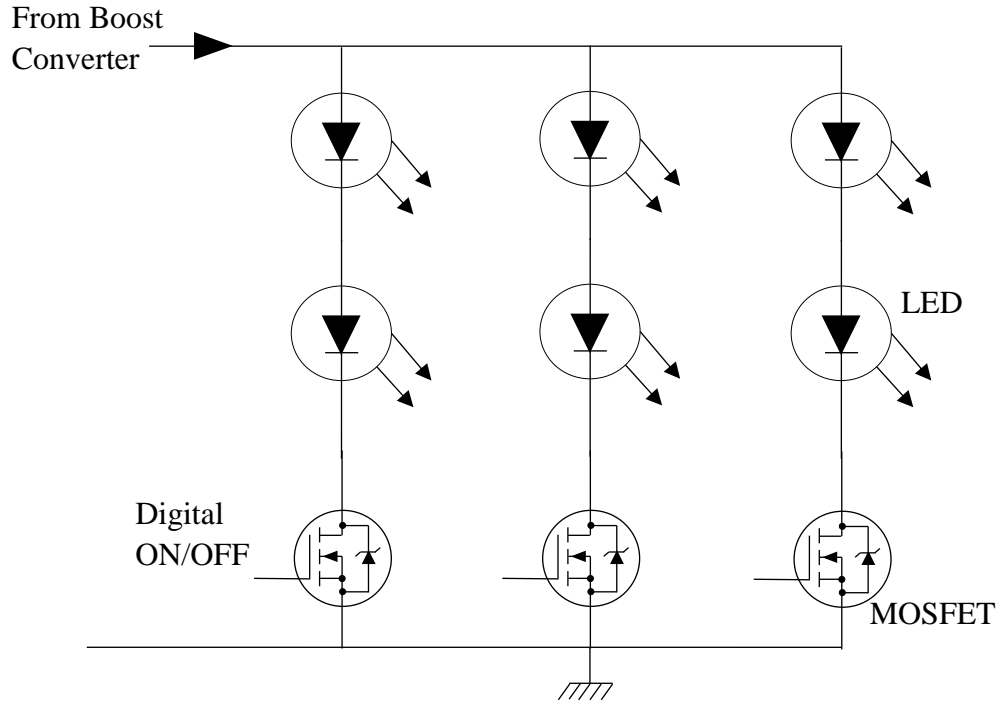 From Boost
Converter
LED
Digital
ON/OFF
MOSFET